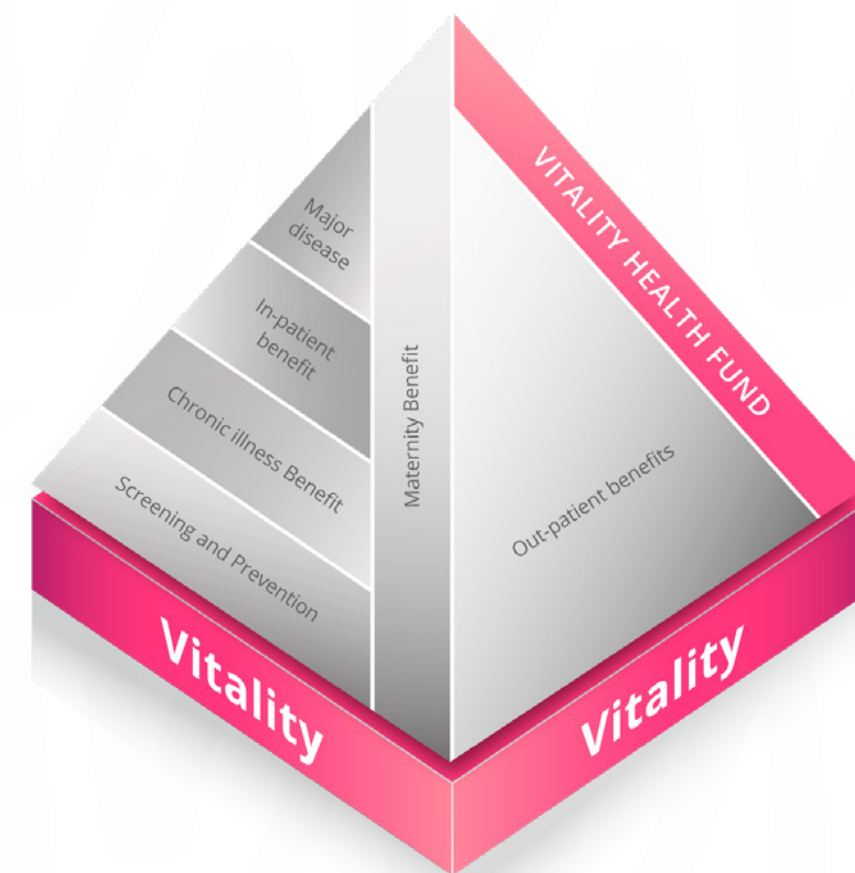 Major
disease
In-patient
benefit
Chronic illness Benefit
Screening and Prevention
Maternity Benefit
VITALITY HEALTH FUND
Out-patient benefits
Vitality
Vitality